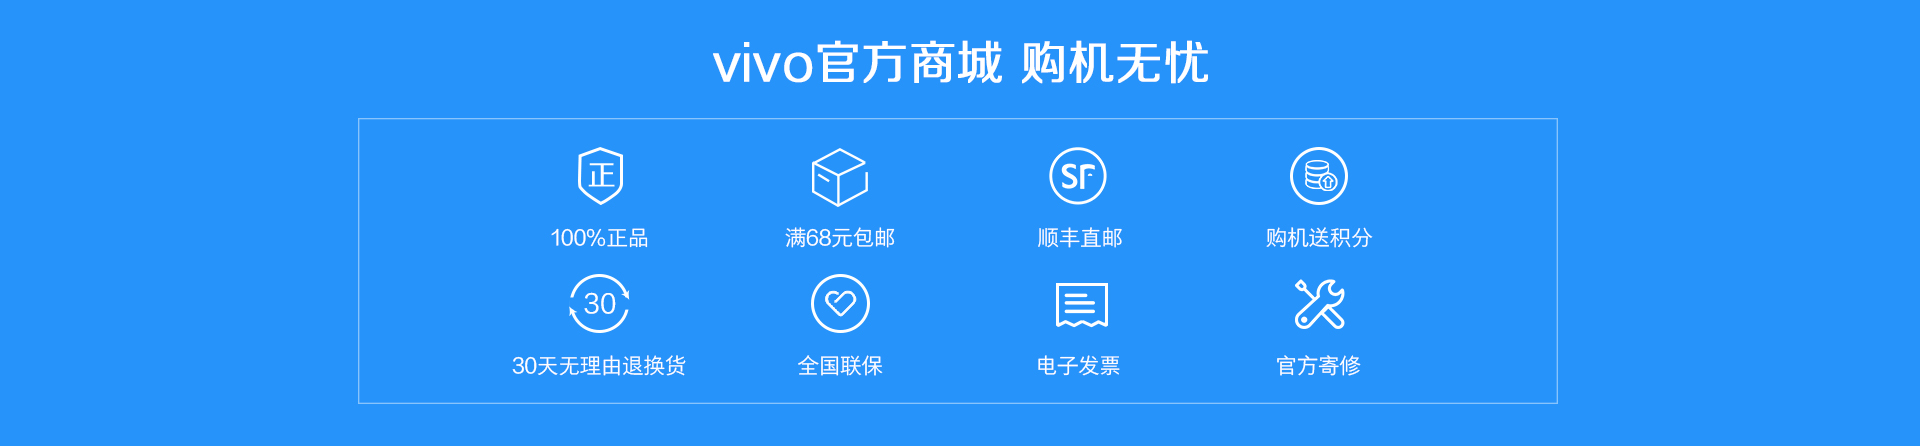 vivo官方商城 购机无忧
正
SF
100%正品
满68元包邮
顺丰直邮
购机送积分
30
30天无理由退换货
全国联保
电子发票
官方寄修